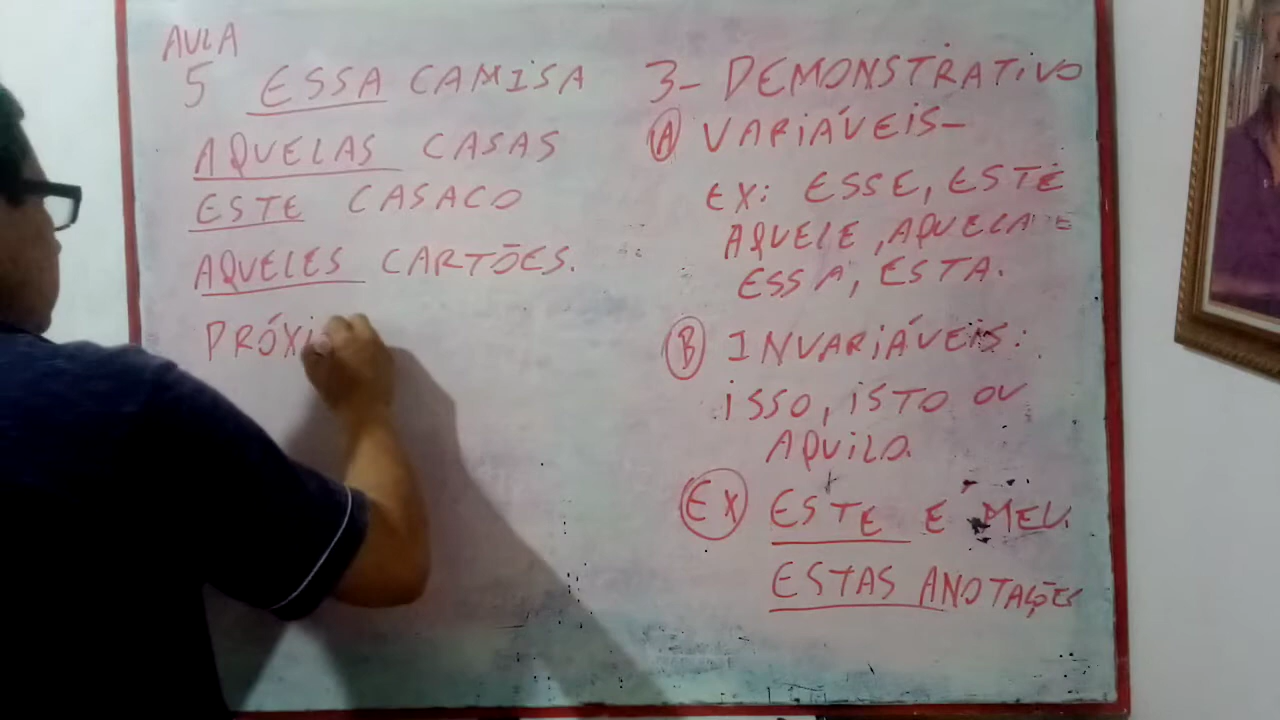 AULA
5 ESSA CAMISA
AQUELAS CASAS
ESTE CASACO
AQUELES CARTÕES.
PRÓXI
3- DEMONSTRATIVO
A VARIÁVEIS-
EX: ESSE, ESTE
AQUELE, AQUELA E
ESSA, ESTA.
B INVARIÁVEIS:
ISSO, ISTO OU
AQUILO.
EX ESTE E MEU.
ESTAS ANOTAÇÕES